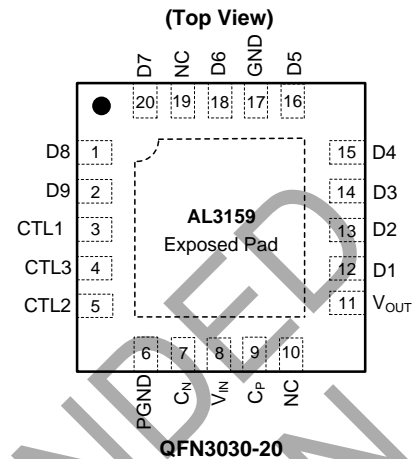 (Top View)
D7 NC D6 GND D5
20 19 18 17 16
D8 1
D9 2
CTL1 3
CTL3 4
CTL2 5
AL3159
Exposed Pad
15 D4
14 D3
13 D2
12 D1
11 VOUT
6 7 8 9 10
PGND CN VIN CP NC
QFN3030-20